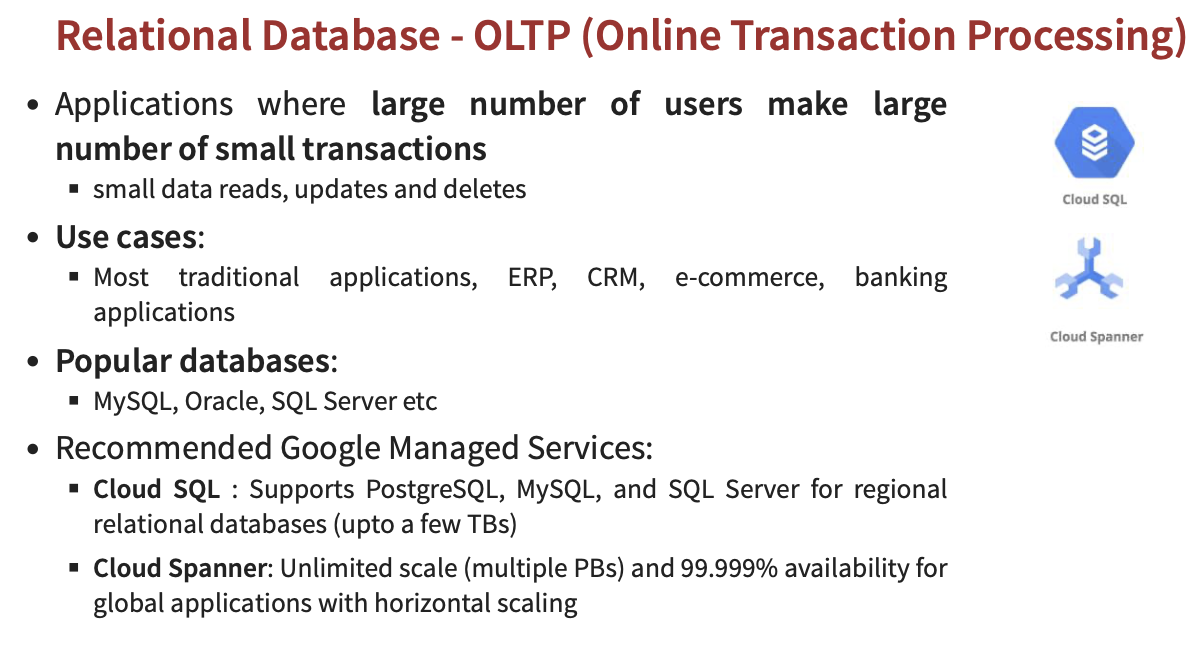 Relational Database - OLTP (Online Transaction Processing)
• Applications where large number of users make large
number of small transactions
▪ small data reads, updates and deletes
• Use cases:
▪ Most traditional applications, ERP, CRM, e-commerce, banking
applications
• Popular databases:
▪ MySQL, Oracle, SQL Server etc
• Recommended Google Managed Services:
▪ Cloud SQL : Supports PostgreSQL, MySQL, and SQL Server for regional
relational databases (upto a few TBs)
▪ Cloud Spanner: Unlimited scale (multiple PBs) and 99.999% availability for
global applications with horizontal scaling
Cloud SQL
Cloud Spanner